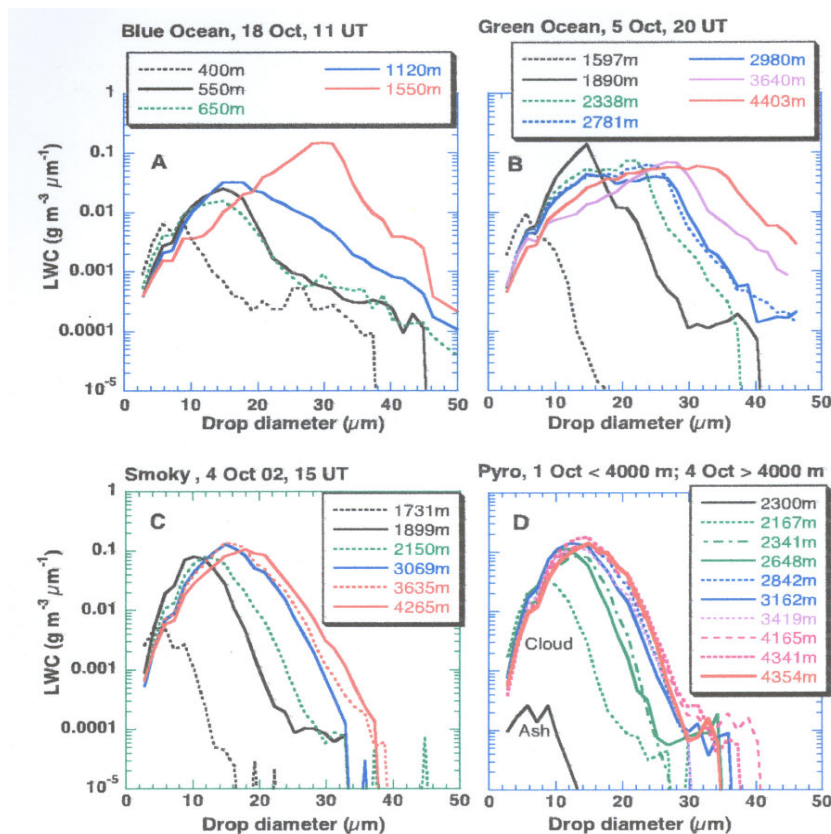 Blue Ocean, 18 Oct, 11 UT
400m
550m
650m
1120m
1550m
A
LWC (g m⁻³ µm⁻¹)
1
0.1
0.01
0.001
0.0001
10⁻⁵
0 10 20 30 40 50
Drop diameter (µm)
Green Ocean, 5 Oct, 20 UT
1597m
1890m
2338m
2781m
2980m
3640m
4403m
B
0 10 20 30 40 50
Drop diameter (µm)
Smoky , 4 Oct 02, 15 UT
1731m
1899m
2150m
3069m
3635m
4265m
C
LWC (g m⁻³ µm⁻¹)
1
0.1
0.01
0.001
0.0001
10⁻⁵
0 10 20 30 40 50
Drop diameter (µm)
Pyro, 1 Oct < 4000 m; 4 Oct > 4000 m
2300m
2167m
2341m
2648m
2842m
3162m
3419m
4165m
4341m
4354m
D
Cloud
Ash
0 10 20 30 40 50
Drop diameter (µm)